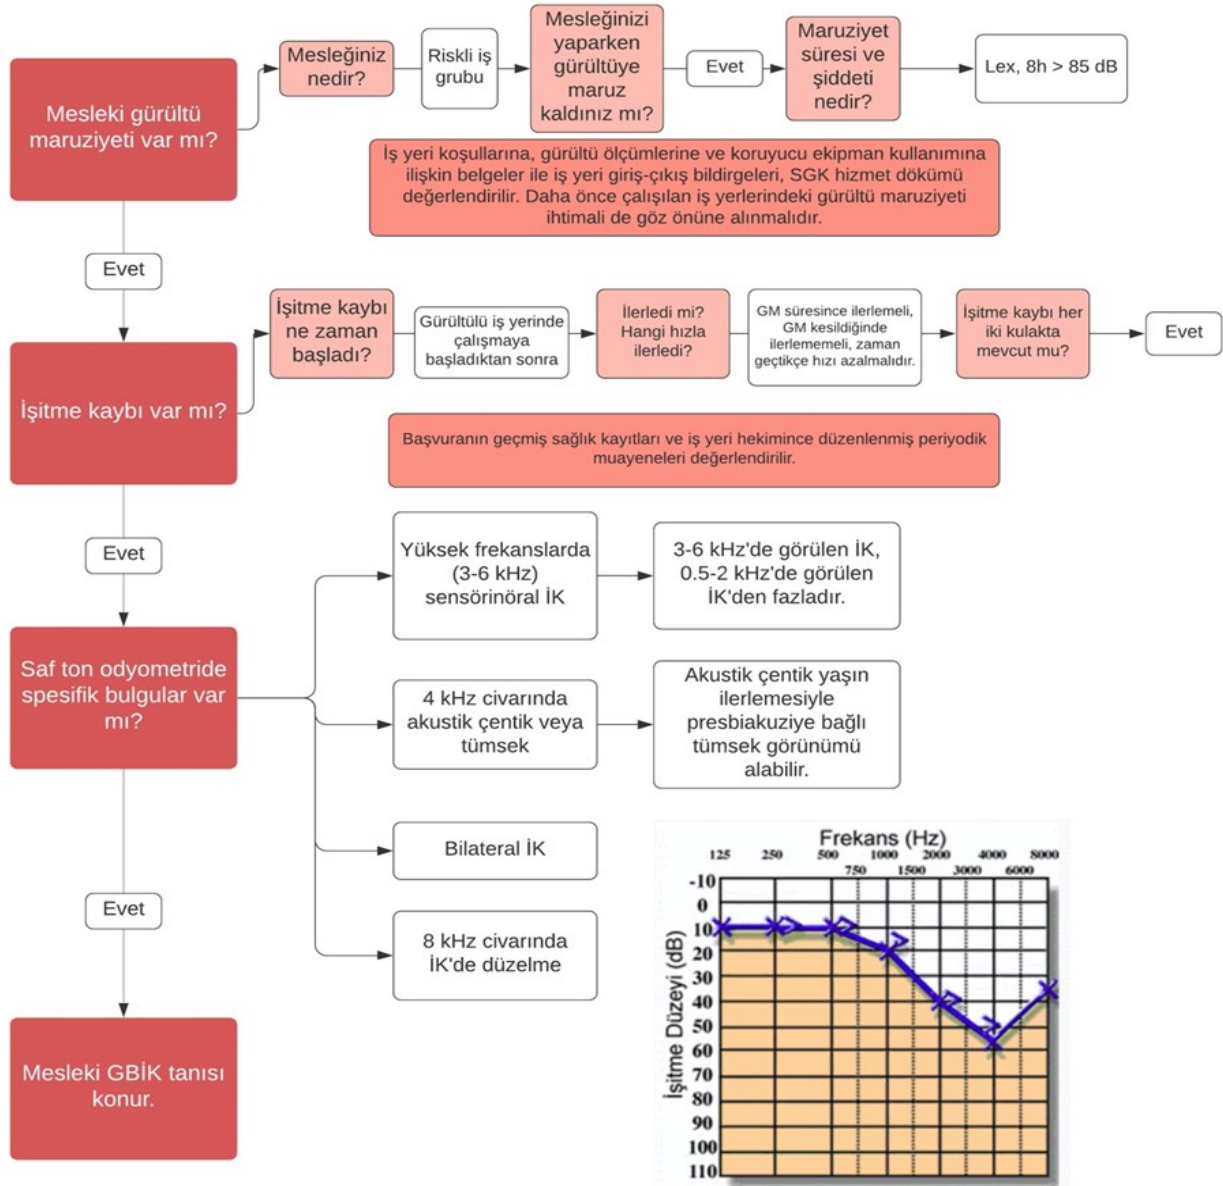 Mesleki gürültü
maruziyeti var mı?
Mesleğiniz
nedir?
Riskli iş
grubu
Mesleğinizi
yaparken
gürültüye
maruz
kaldınız mı?
Evet
Maruziyet
süresi ve
şiddeti
nedir?
Lex, 8h > 85 dB
İş yeri koşullarına, gürültü ölçümlerine ve koruyucu ekipman kullanımına
ilişkin belgeler ile iş yeri giriş-çıkış bildirgeleri, SGK hizmet dökümü
değerlendirilir. Daha önce çalışılan iş yerlerindeki gürültü maruziyeti
ihtimali de göz önüne alınmalıdır.
Evet
İşitme kaybı var mı?
İşitme kaybı
ne zaman
başladı?
Gürültülü iş yerinde
çalışmaya
başladıktan sonra
İlerledi mi?
Hangi hızla
ilerledi?
GM süresince ilerlemeli,
GM kesildiğinde
ilerlememeli, zaman
geçtikçe hızı azalmalıdır.
İşitme kaybı her
iki kulakta
mevcut mu?
Evet
Başvuranın geçmiş sağlık kayıtları ve iş yeri hekimince düzenlenmiş periyodik
muayeneleri değerlendirilir.
Evet
Saf ton odyometride
spesifik bulgular var
mı?
Yüksek frekanslarda
(3-6 kHz)
sensörinöral İK
3-6 kHz'de görülen İK,
0.5-2 kHz'de görülen
İK'den fazladır.
4 kHz civarında
akustik çentik veya
tümsek
Akustik çentik yaşın
ilerlemesiyle
presbiakuziye bağlı
tümsek görünümü
alabilir.
Bilateral İK
8 kHz civarında
İK'de düzelme
Evet
Mesleki GBİK tanısı
konur.
Frekans (Hz)
125 250 500 1000 2000 4000 8000
750 1500 3000 6000
İşitme Düzeyi (dB)
-10
0
10
20
30
40
50
60
70
80
90
100
110